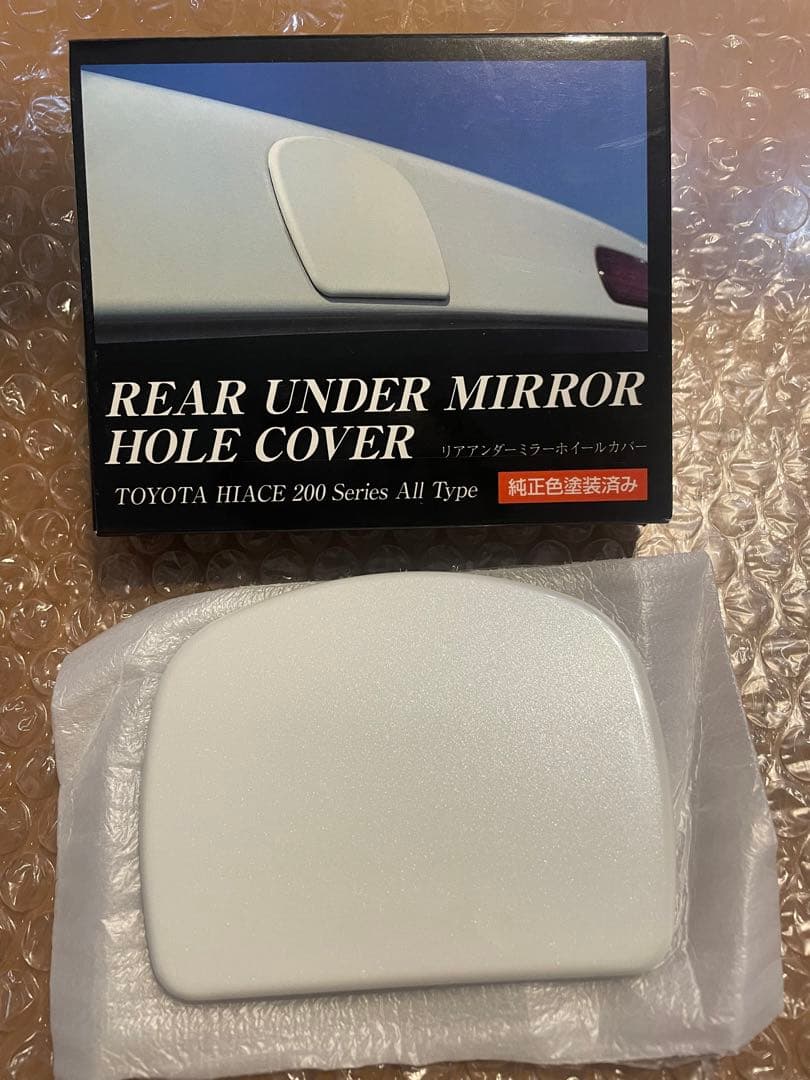 REAR UNDER MIRROR
HOLE COVER リアアンダーミラーホイールカバー
TOYOTA HIACE 200 Series All Type 純正色塗装済み